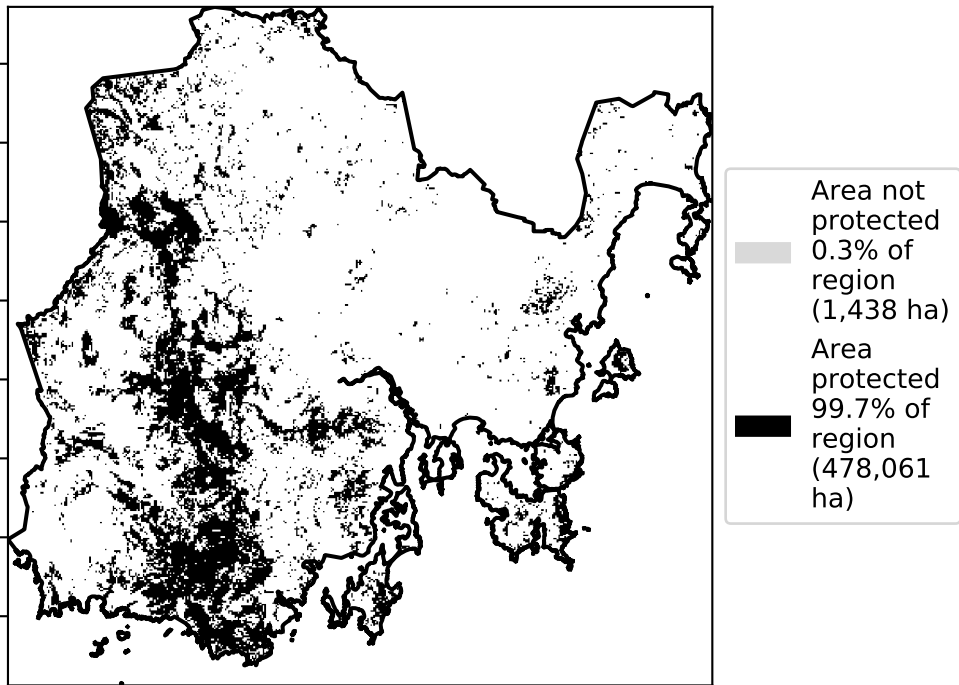 Area not
protected
0.3% of
region
(1,438 ha)
Area
protected
99.7% of
region
(478,061
ha)